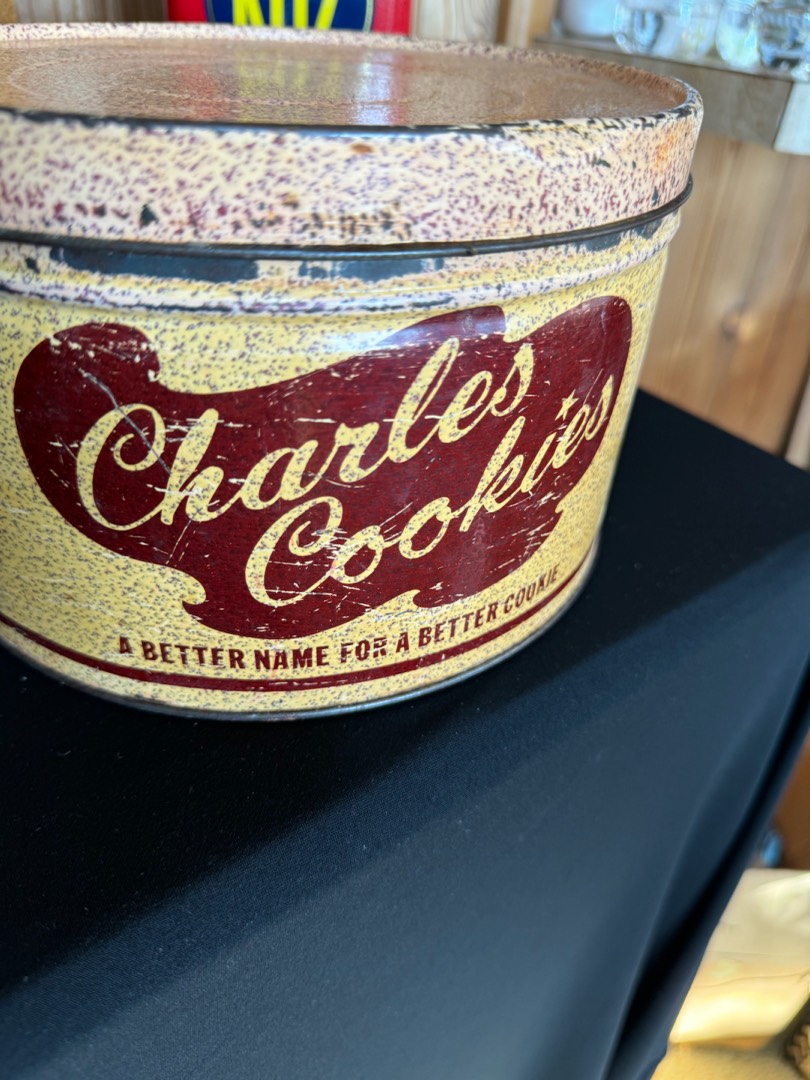 Charles
Cookies
A BETTER NAME FOR A BETTER COOKIE